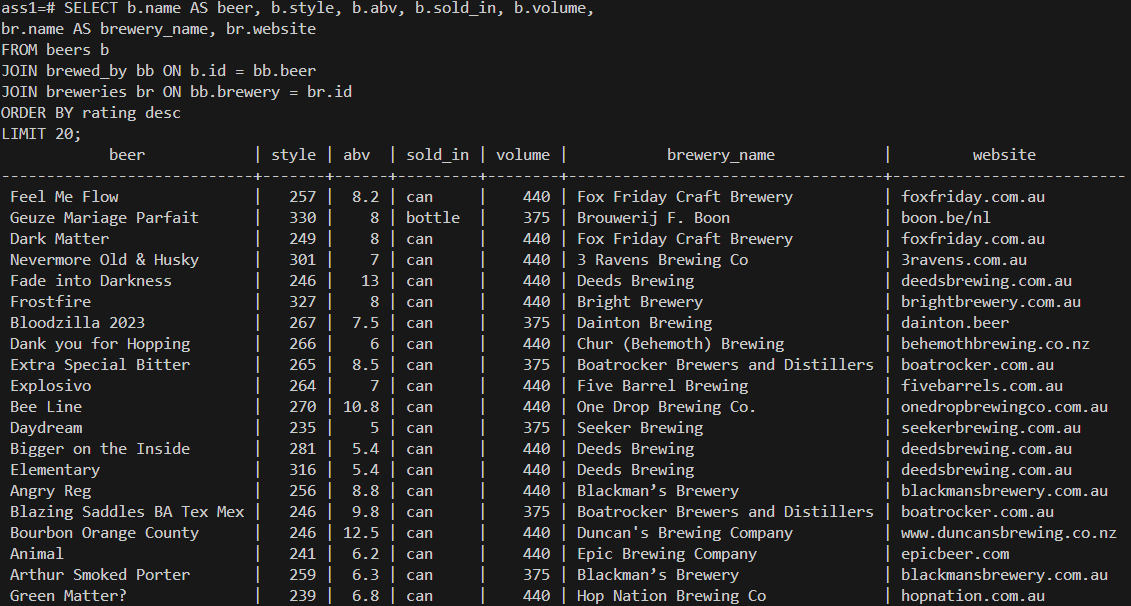 ass1=# SELECT b.name AS beer, b.style, b.abv, b.sold_in, b.volume,
br.name AS brewery_name, br.website
FROM beers b
JOIN brewed_by bb ON b.id = bb.beer
JOIN breweries br ON bb.brewery = br.id
ORDER BY rating desc
LIMIT 20;
            beer            | style | abv  | sold_in | volume |           brewery_name            |         website
----------------------------+-------+------+---------+--------+-----------------------------------+-------------------------
 Feel Me Flow               |   257 |  8.2 | can     |    440 | Fox Friday Craft Brewery          | foxfriday.com.au
 Geuze Mariage Parfait      |   330 |    8 | bottle  |    375 | Brouwerij F. Boon                 | boon.be/nl
 Dark Matter                |   249 |    8 | can     |    440 | Fox Friday Craft Brewery          | foxfriday.com.au
 Nevermore Old & Husky      |   301 |    7 | can     |    440 | 3 Ravens Brewing Co               | 3ravens.com.au
 Fade into Darkness         |   246 |   13 | can     |    440 | Deeds Brewing                     | deedsbrewing.com.au
 Frostfire                  |   327 |    8 | can     |    440 | Bright Brewery                    | brightbrewery.com.au
 Bloodzilla 2023            |   267 |  7.5 | can     |    375 | Dainton Brewing                   | dainton.beer
 Dank you for Hopping       |   266 |    6 | can     |    440 | Chur (Behemoth) Brewing           | behemothbrewing.co.nz
 Extra Special Bitter       |   265 |  8.5 | can     |    375 | Boatrocker Brewers and Distillers | boatrocker.com.au
 Explosivo                  |   264 |    7 | can     |    440 | Five Barrel Brewing               | fivebarrels.com.au
 Bee Line                   |   270 | 10.8 | can     |    440 | One Drop Brewing Co.              | onedropbrewingco.com.au
 Daydream                   |   235 |    5 | can     |    375 | Seeker Brewing                    | seekerbrewing.com.au
 Bigger on the Inside       |   281 |  5.4 | can     |    440 | Deeds Brewing                     | deedsbrewing.com.au
 Elementary                 |   316 |  5.4 | can     |    440 | Deeds Brewing                     | deedsbrewing.com.au
 Angry Reg                  |   256 |  8.8 | can     |    440 | Blackman’s Brewery                | blackmansbrewery.com.au
 Blazing Saddles BA Tex Mex |   246 |  9.8 | can     |    375 | Boatrocker Brewers and Distillers | boatrocker.com.au
 Bourbon Orange County      |   246 | 12.5 | can     |    440 | Duncan's Brewing Company          | www.duncansbrewing.co.nz
 Animal                     |   241 |  6.2 | can     |    440 | Epic Brewing Company              | epicbeer.com
 Arthur Smoked Porter       |   259 |  6.3 | can     |    375 | Blackman’s Brewery                | blackmansbrewery.com.au
 Green Matter?              |   239 |  6.8 | can     |    440 | Hop Nation Brewing Co             | hopnation.com.au